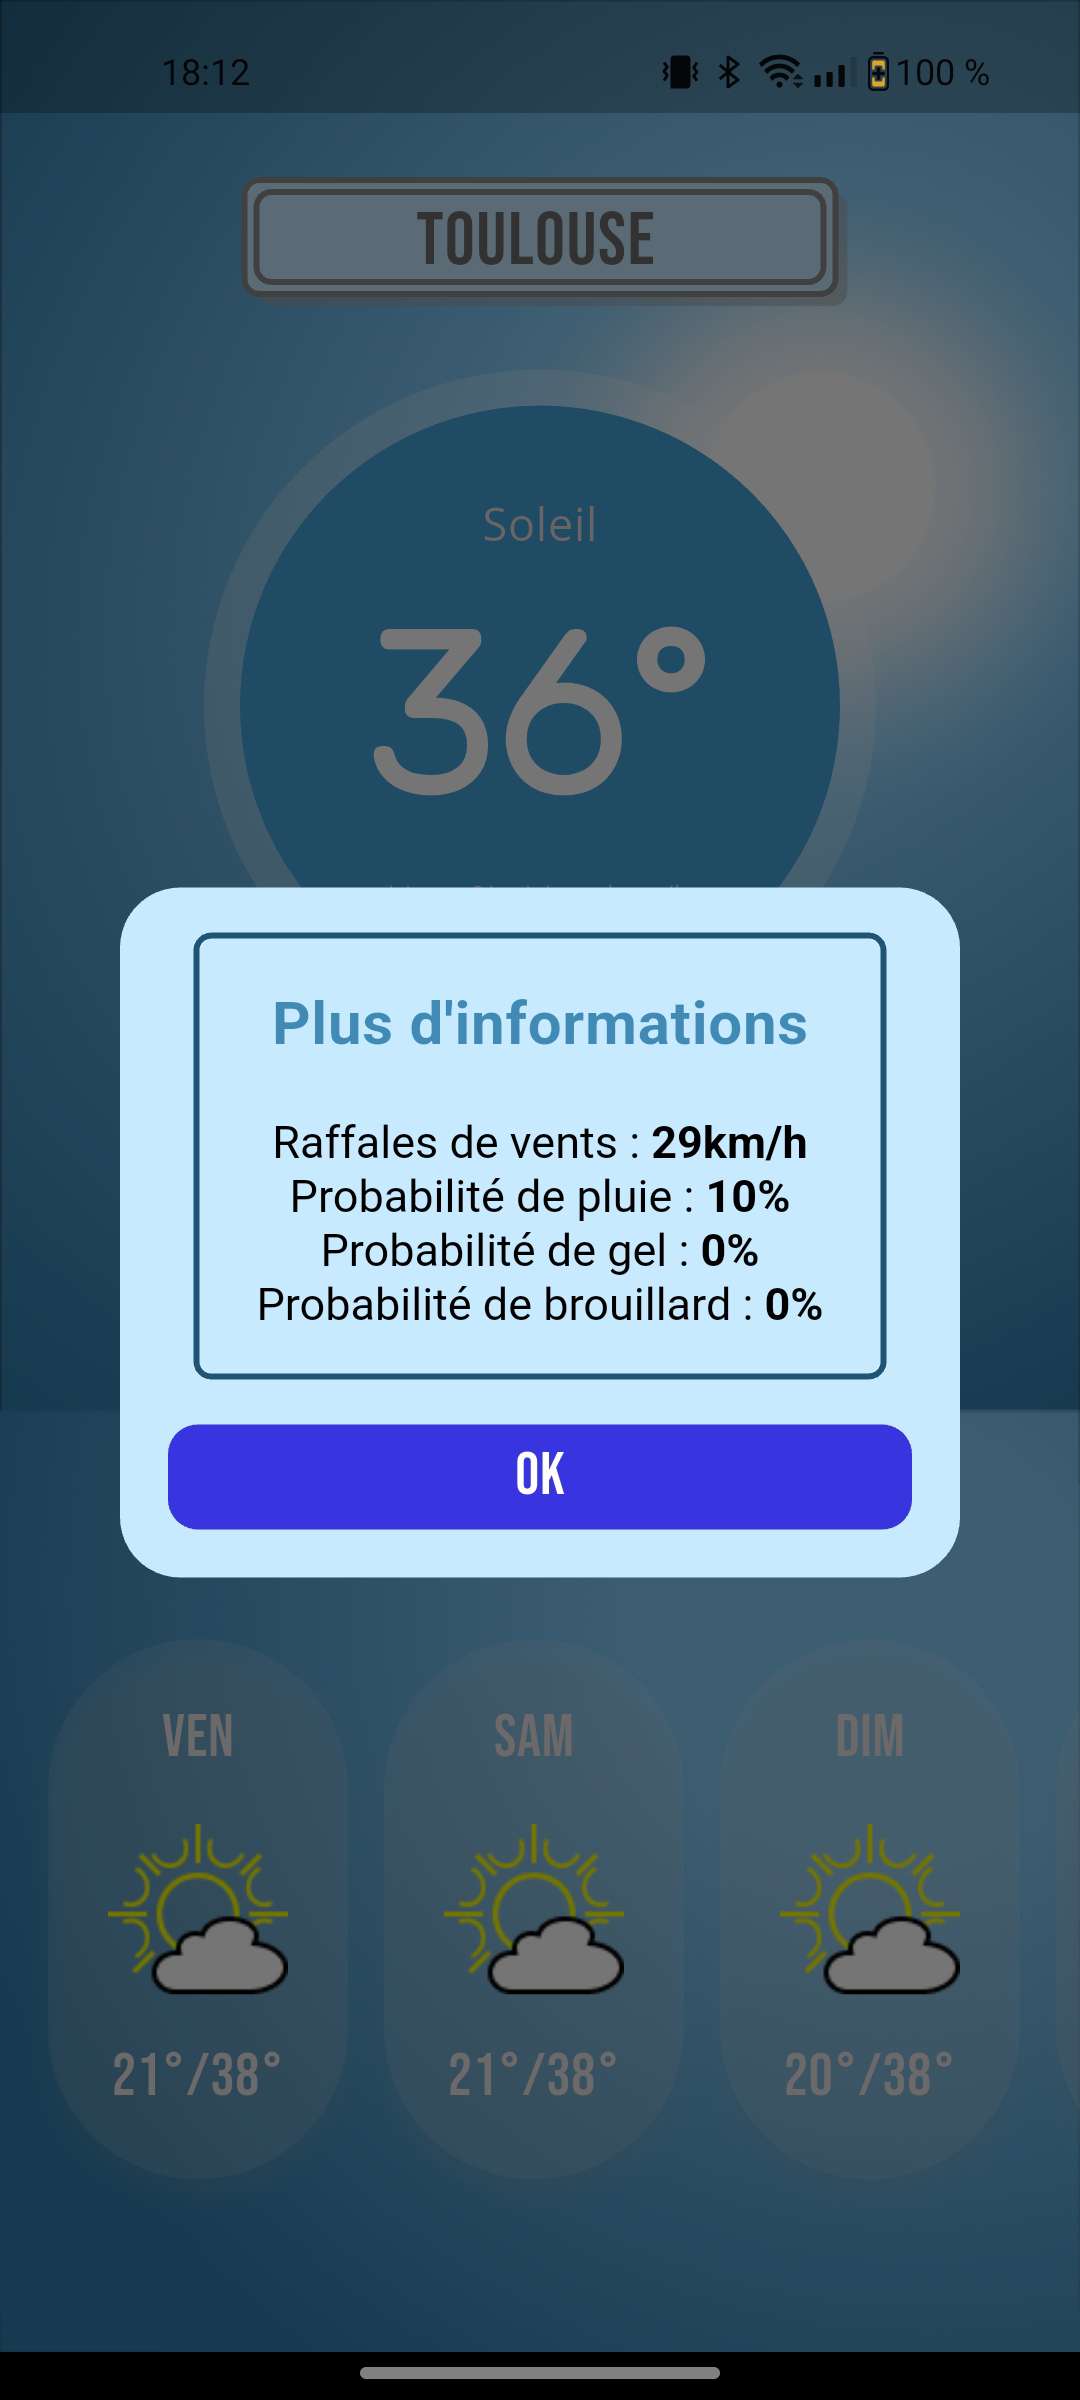 18:12
100 %
TOULOUSE
Soleil
36°
Plus d'informations
Raffales de vents : 29km/h
Probabilité de pluie : 10%
Probabilité de gel : 0%
Probabilité de brouillard : 0%
OK
VEN SAM DIM
21°/38° 21°/38° 20°/38°